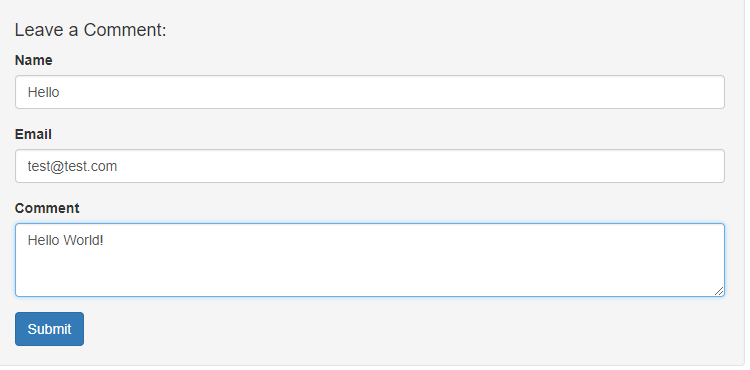 Leave a Comment:
Name
Hello
Email
test@test.com
Comment
Hello World!
Submit